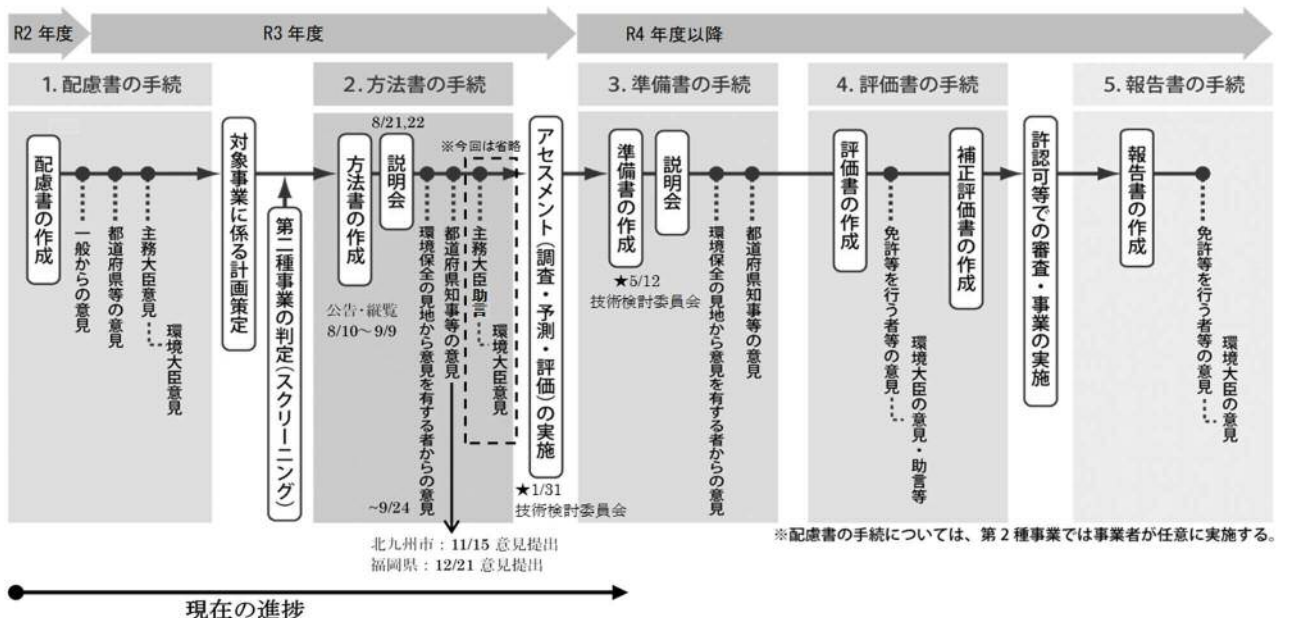 R2 年度
R3 年度
R4 年度以降
1. 配慮書の手続
2. 方法書の手続
3. 準備書の手続
4. 評価書の手続
5. 報告書の手続
配慮書の作成
一般からの意見
都道府県等の意見
主務大臣意見
環境大臣意見
対象事業に係る計画策定
第二種事業の判定(スクリーニング)
8/21,22
※今回は省略
方法書の作成
説明会
公告・縦覧
8/10～9/9
環境保全の見地から意見を有する者からの意見
~9/24
都道府県知事等の意見
主務大臣助言
環境大臣意見
北九州市：11/15 意見提出
福岡県：12/21 意見提出
アセスメント(調査・予測・評価)の実施
★1/31
技術検討委員会
準備書の作成
★5/12
技術検討委員会
説明会
環境保全の見地から意見を有する者からの意見
都道府県知事等の意見
評価書の作成
免許等を行う者等の意見
環境大臣の意見・助言等
補正評価書の作成
許認可等での審査・事業の実施
報告書の作成
免許等を行う者等の意見
環境大臣の意見
※配慮書の手続については、第 2 種事業では事業者が任意に実施する。
現在の進捗